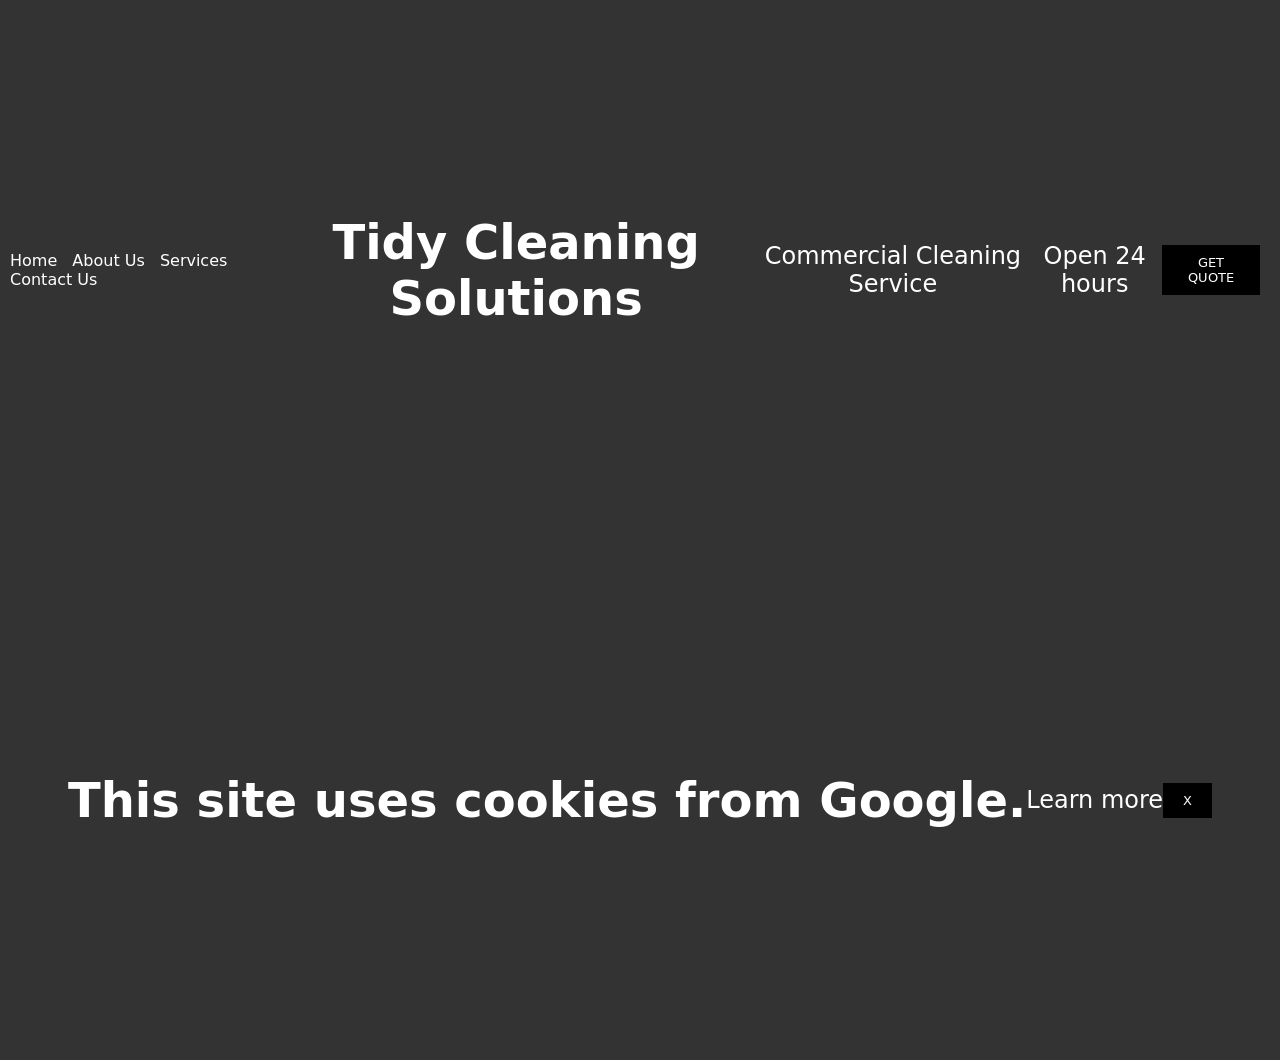 Home About Us Services
Contact Us
Tidy Cleaning
Solutions
Commercial Cleaning
Service
Open 24
hours
GET
QUOTE
This site uses cookies from Google.
Learn more
X